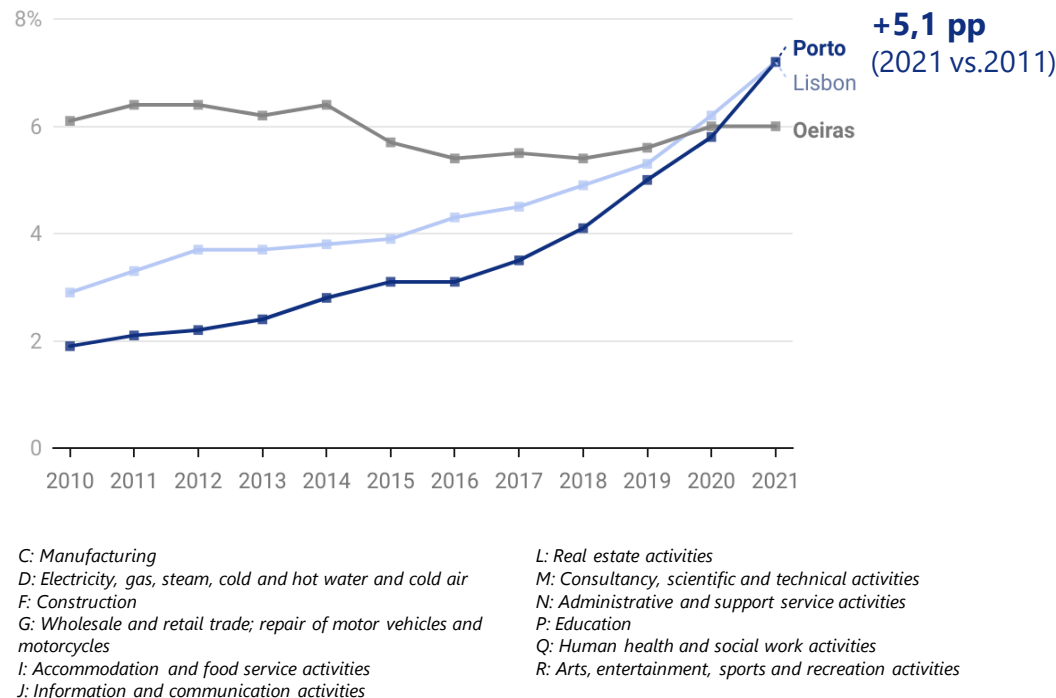 8%
6
4
2
0
2010 2011 2012 2013 2014 2015 2016 2017 2018 2019 2020 2021
Porto
Lisbon
Oeiras
+5,1 pp
(2021 vs.2011)
C: Manufacturing
D: Electricity, gas, steam, cold and hot water and cold air
F: Construction
G: Wholesale and retail trade; repair of motor vehicles and
motorcycles
I: Accommodation and food service activities
J: Information and communication activities
L: Real estate activities
M: Consultancy, scientific and technical activities
N: Administrative and support service activities
P: Education
Q: Human health and social work activities
R: Arts, entertainment, sports and recreation activities